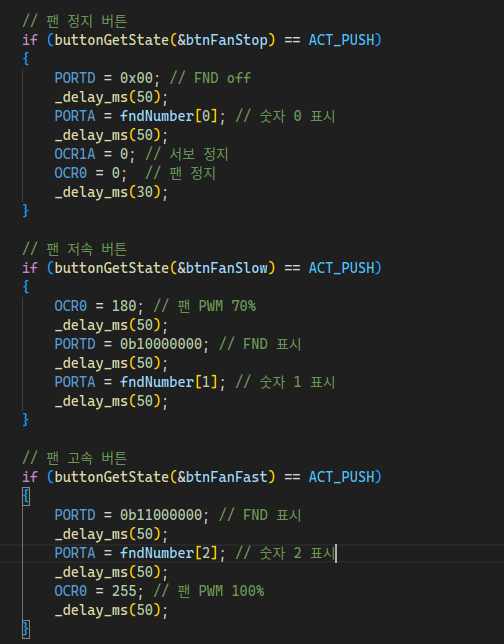 // 팬 정지 버튼
if (buttonGetState(&btnFanStop) == ACT_PUSH)
{
    PORTD = 0x00; // FND off
    _delay_ms(50);
    PORTA = fndNumber[0]; // 숫자 0 표시
    _delay_ms(50);
    OCR1A = 0; // 서보 정지
    OCR0 = 0;  // 팬 정지
    _delay_ms(30);
}

// 팬 저속 버튼
if (buttonGetState(&btnFanSlow) == ACT_PUSH)
{
    OCR0 = 180; // 팬 PWM 70%
    _delay_ms(50);
    PORTD = 0b10000000; // FND 표시
    _delay_ms(50);
    PORTA = fndNumber[1]; // 숫자 1 표시
    _delay_ms(50);
}

// 팬 고속 버튼
if (buttonGetState(&btnFanFast) == ACT_PUSH)
{
    PORTD = 0b11000000; // FND 표시
    _delay_ms(50);
    PORTA = fndNumber[2]; // 숫자 2 표시
    _delay_ms(50);
    OCR0 = 255; // 팬 PWM 100%
    _delay_ms(50);
}